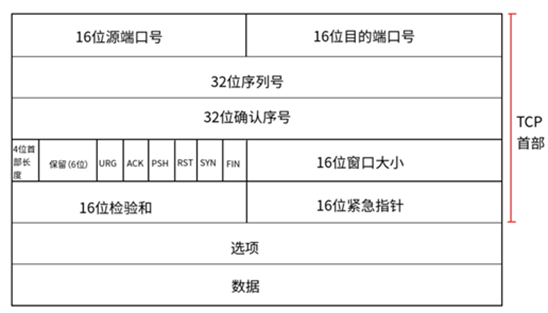 16位源端口号 16位目的端口号
32位序列号
32位确认序号
4位首部长度 保留(6位) URG ACK PSH RST SYN FIN 16位窗口大小
16位检验和 16位紧急指针
选项
数据
TCP
首部